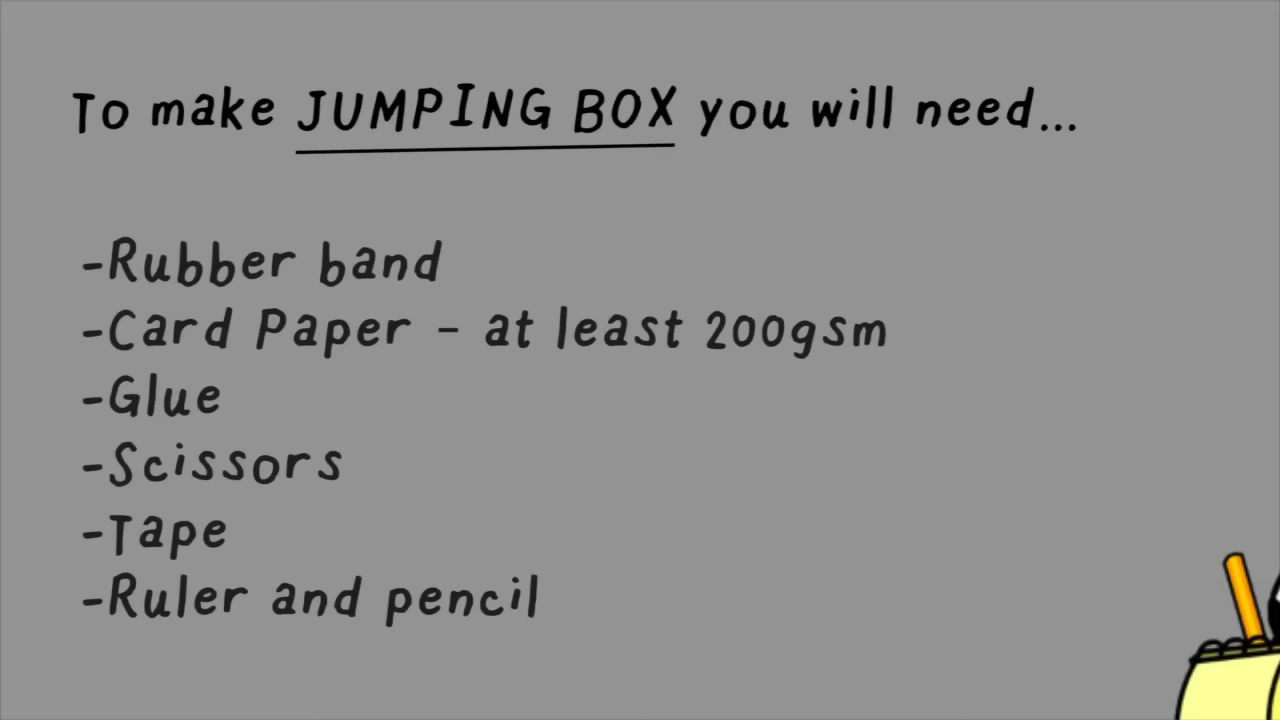 To make JUMPING BOX you will need...
-Rubber band
-Card Paper - at least 200gsm
-Glue
-Scissors
-Tape
-Ruler and pencil